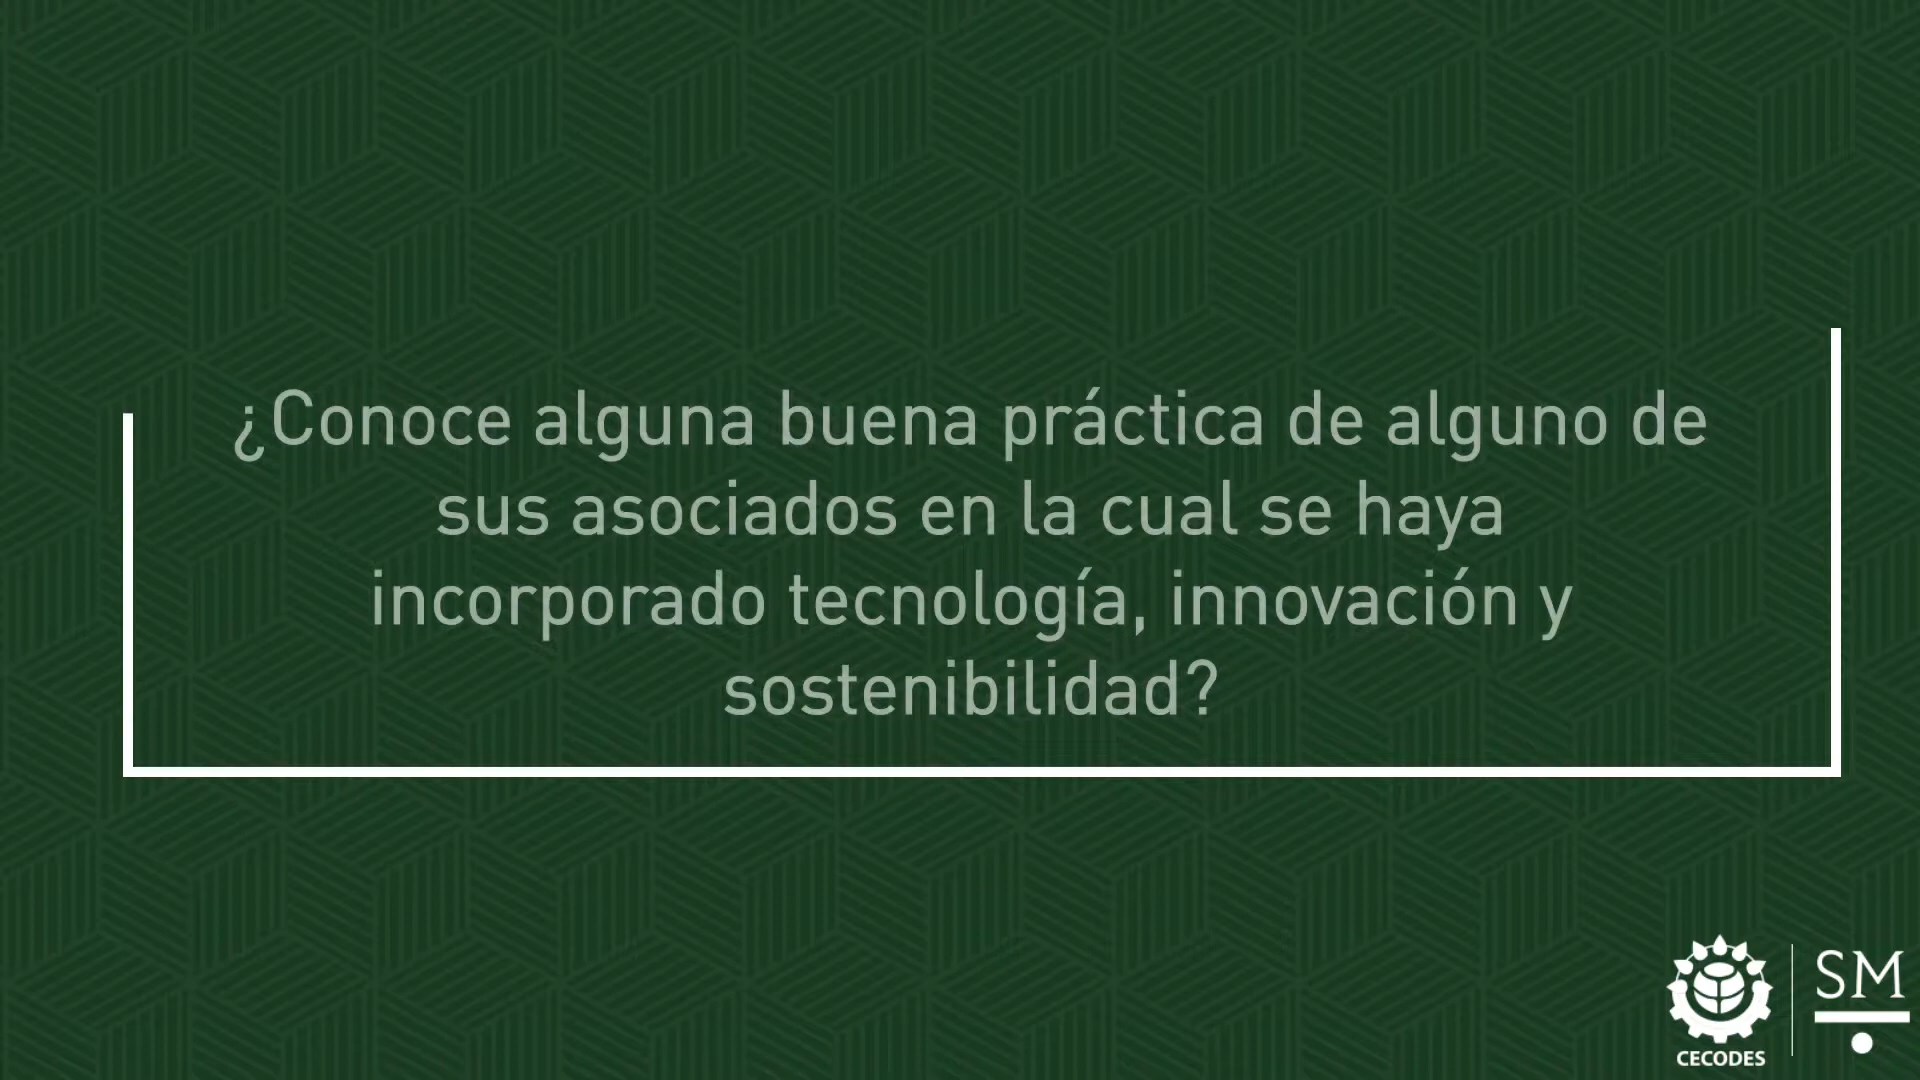 ¿Conoce alguna buena práctica de alguno de
sus asociados en la cual se haya
incorporado tecnología, innovación y
sostenibilidad?
CECODES
SM